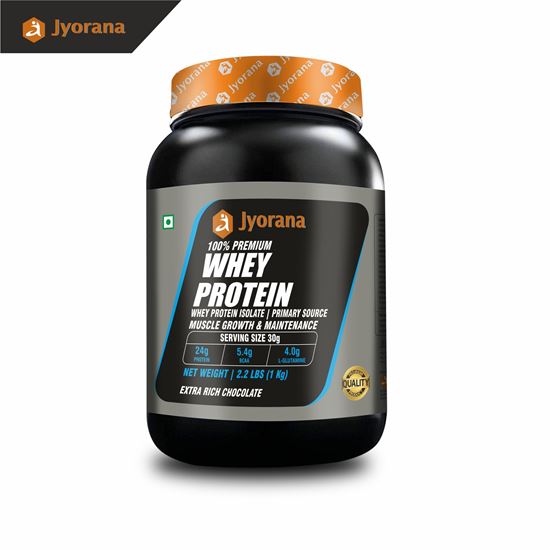 Jyorana
Jyorana
Jyorana
100% PREMIUM
WHEY
PROTEIN
WHEY PROTEIN ISOLATE | PRIMARY SOURCE
MUSCLE GROWTH & MAINTENANCE
SERVING SIZE 30g
24g 5.4g 4.0g
PROTEIN BCAA L-GLUTAMINE
NET WEIGHT | 2.2 LBS (1 Kg)
EXTRA RICH CHOCOLATE
QUALITY